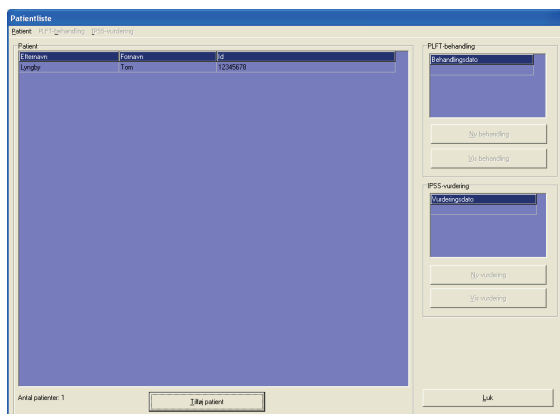 Patientliste
Patient PLFT-behandling IPSS-vurdering
Patient
Efternavn Fornavn Id
Lyngby Tom 12345678
Antal patienter: 1
Tilføj patient
PLFT-behandling
Behandlingsdato
Ny behandling
Vis behandling
IPSS-vurdering
Vurderingsdato
Ny vurdering
Vis vurdering
Luk